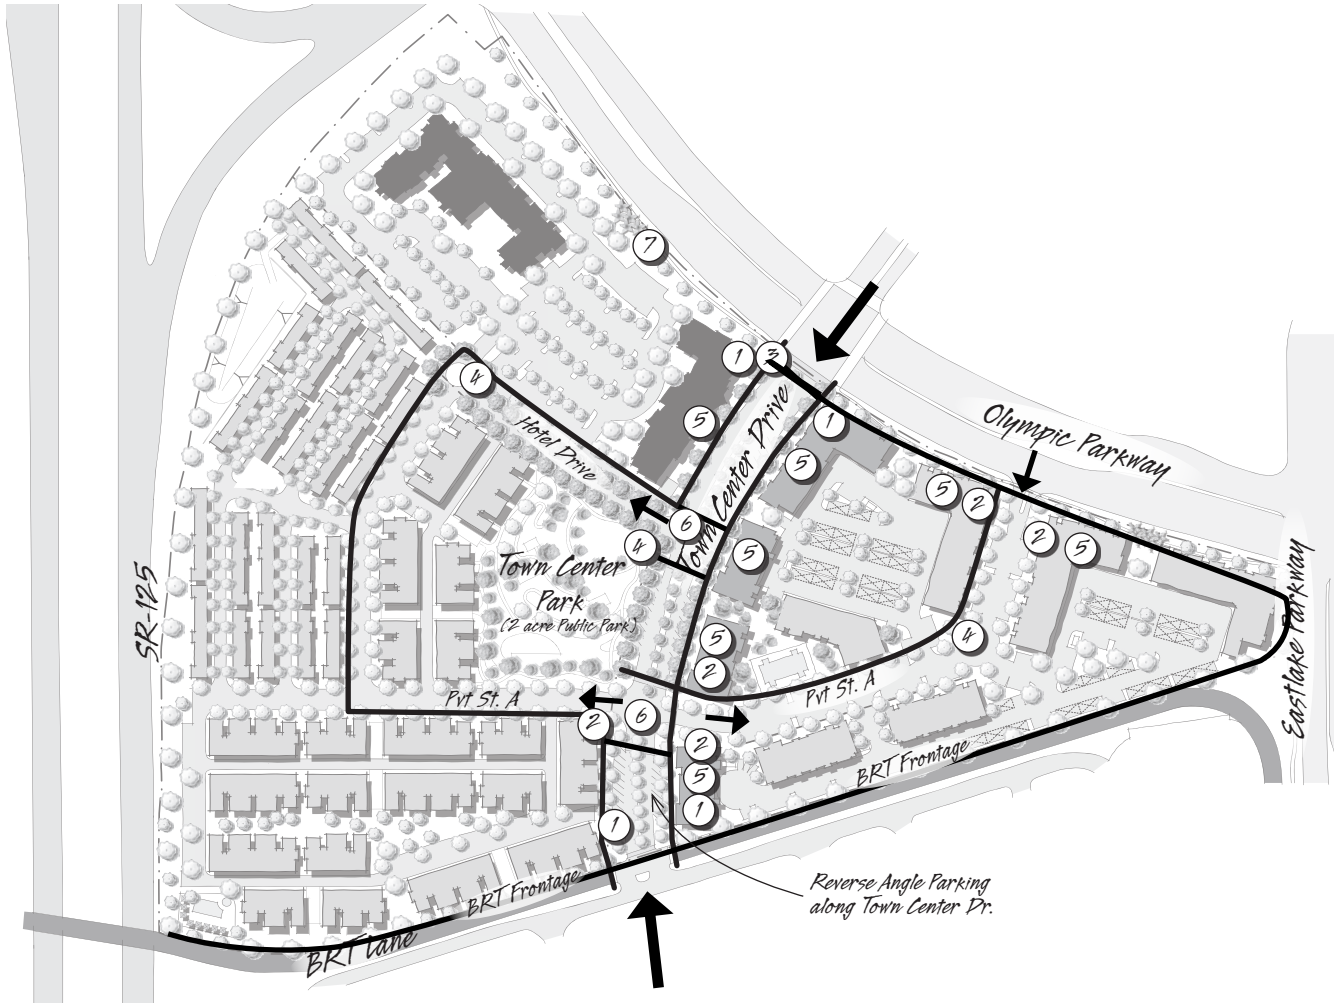 7
1
3
4
5
1
Hotel Drive
Town Center Drive
5
Olympic Parkway
5
2
6
4
5
2
5
Town Center
Park
(2 acre Public Park)
SR-125
Eastlake Parkway
5
2
4
Pvt St. A
Pvt St. A
2
6
2
5
1
1
BRT Frontage
BRT Frontage
Reverse Angle Parking
along Town Center Dr.
BRT Lane